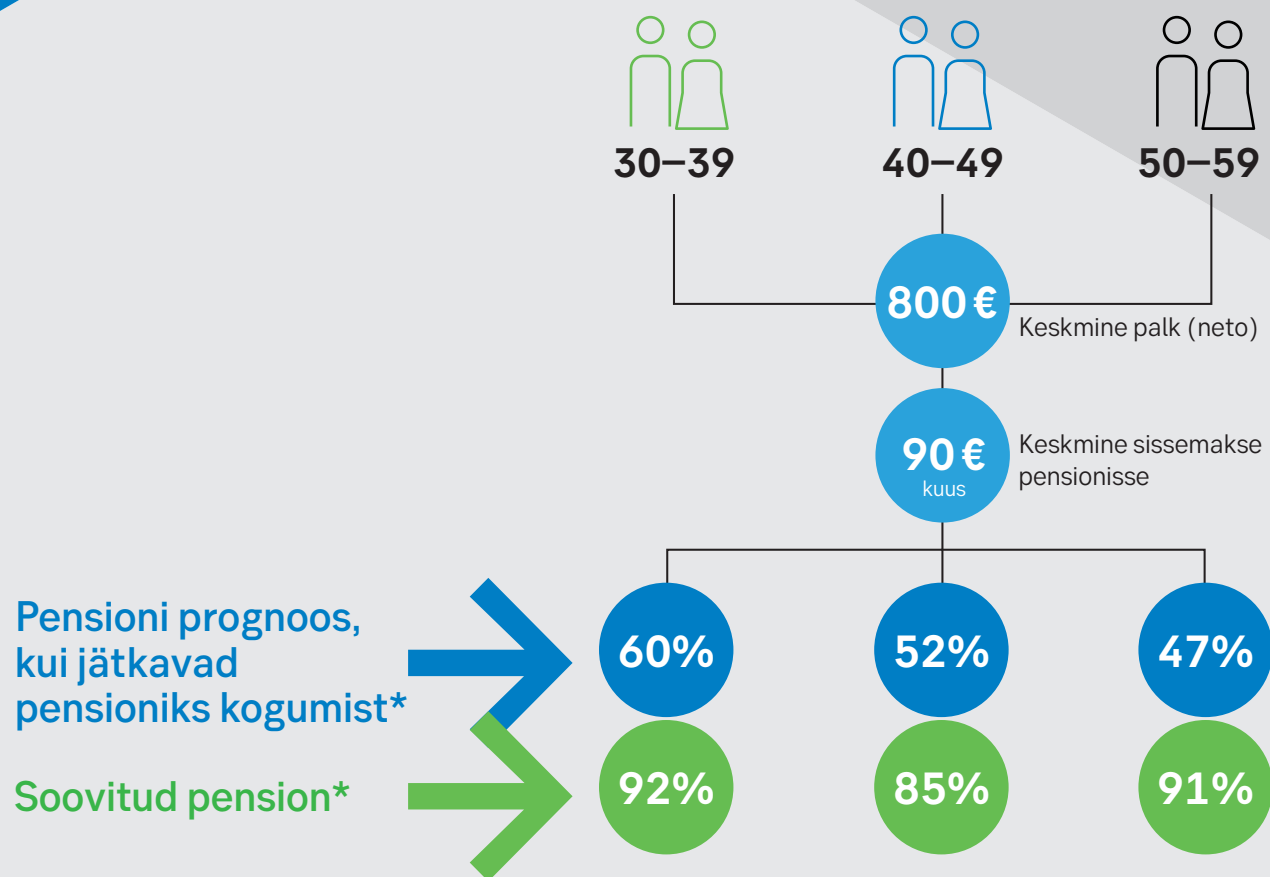 30–39
40–49
50–59
800 €
Keskmine palk (neto)
90 €
kuus
Keskmine sissemakse
pensionisse
Pensioni prognoos,
kui jätkavad
pensioniks kogumist*
60%
52%
47%
Soovitud pension*
92%
85%
91%